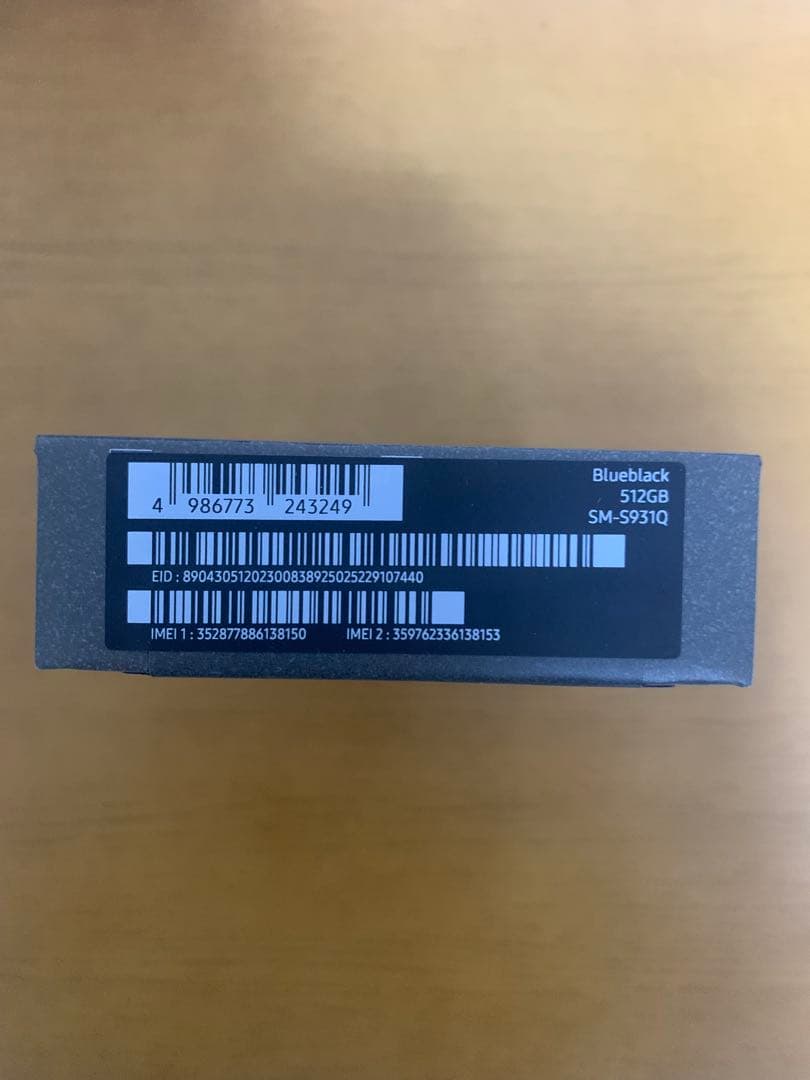 4 986773 243249
Blueblack
512GB
SM-S931Q
EID : 89043051202300838925025229107440
IMEI 1 : 352877886138150 IMEI 2 : 359762336138153